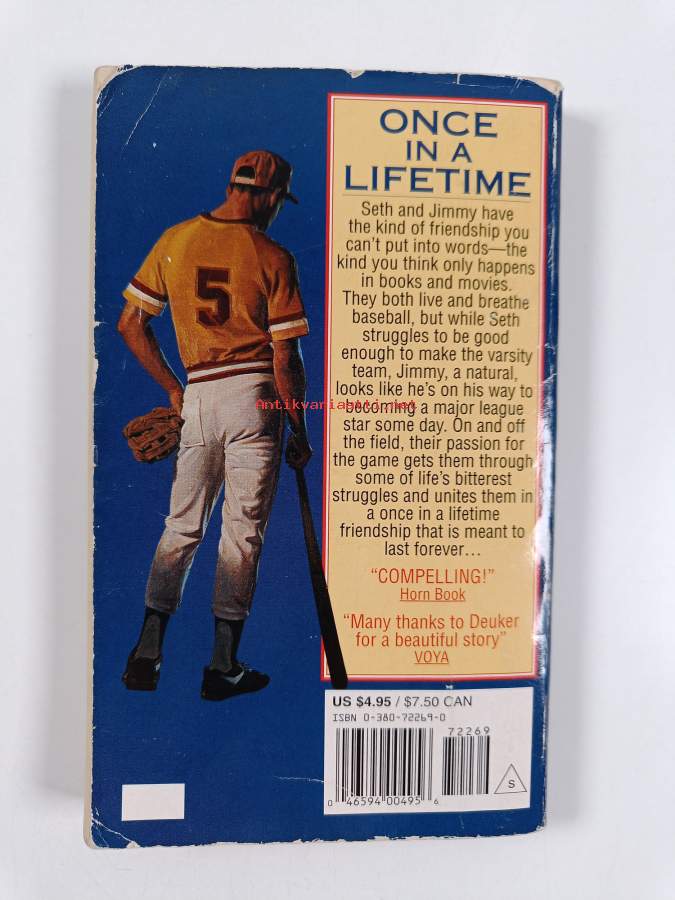 ONCE
IN A
LIFETIME
Seth and Jimmy have
the kind of friendship you
can't put into words—the
kind you think only happens
in books and movies.
They both live and breathe
baseball, but while Seth
struggles to be good
enough to make the varsity
team, Jimmy, a natural,
looks like he's on his way to
becoming a major league
star some day. On and off
the field, their passion for
the game gets them through
some of life's bitterest
struggles and unites them in
a once in a lifetime
friendship that is meant to
last forever...
"COMPELLING!"
Horn Book
"Many thanks to Deuker
for a beautiful story"
VOYA
5
Antikvariaatti.net
US $4.95 / $7.50 CAN
ISBN 0-380-72269-0
72269
0 46594 00495 6
S